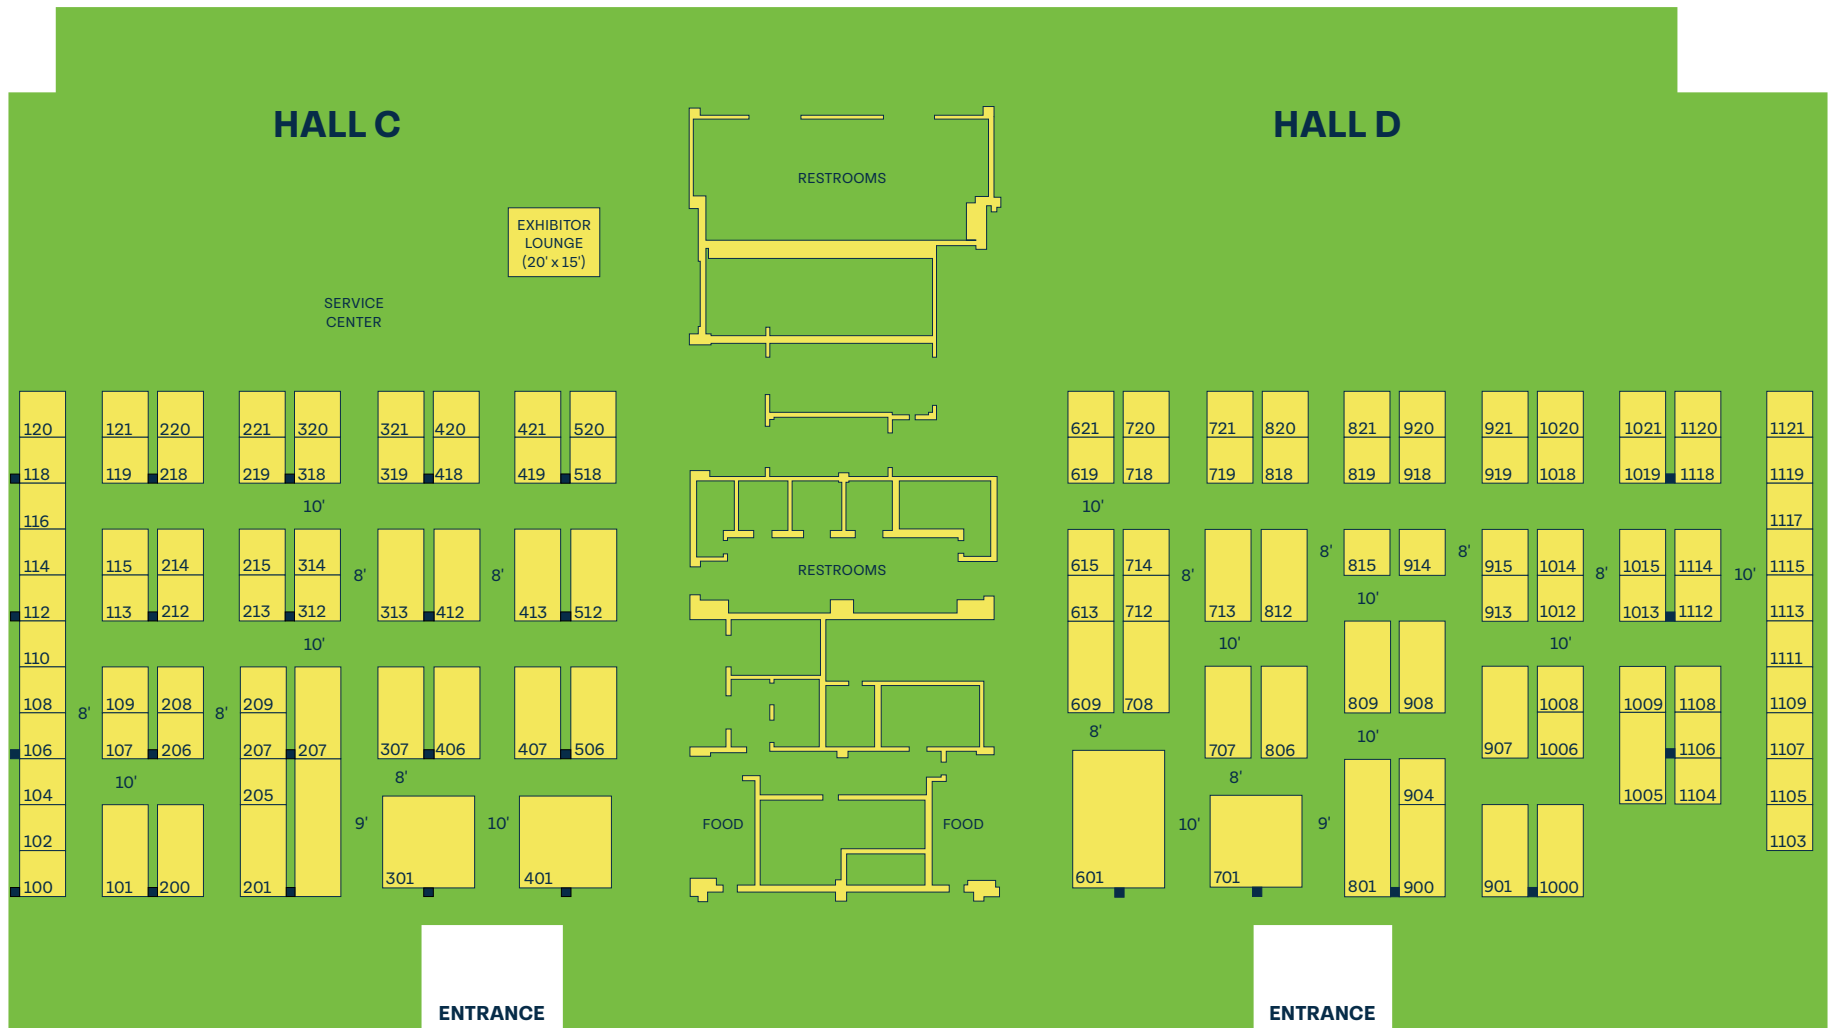 HALL C
HALL D
RESTROOMS
EXHIBITOR
LOUNGE
(20' x 15')
SERVICE
CENTER
120 121 220 221 320 321 420 421 520 621 720 721 820 821 920 921 1020 1021 1120 1121
118 119 218 219 318 319 418 419 518 619 718 719 818 819 918 919 1018 1019 1118 1119
10' 10'
116 1117
8' 8'
114 115 214 215 314 615 714 815 914 915 1014 1015 1114 1115
8' 8' RESTROOMS 8' 8' 10'
10'
112 113 212 213 312 313 412 413 512 613 712 713 812 913 1012 1013 1112 1113
10' 10' 10'
110 1111
108 109 208 209 609 708 809 908 1008 1009 1108 1109
8' 8'
8' 10'
106 107 206 207 207 307 406 407 506 707 806 907 1006 1106 1107
10' 8' 8'
104 205 904 1005 1104 1105
9' 10' FOOD FOOD 10' 9'
102 1103
301 401 601 701
100 101 200 201 801 900 901 1000
ENTRANCE
ENTRANCE